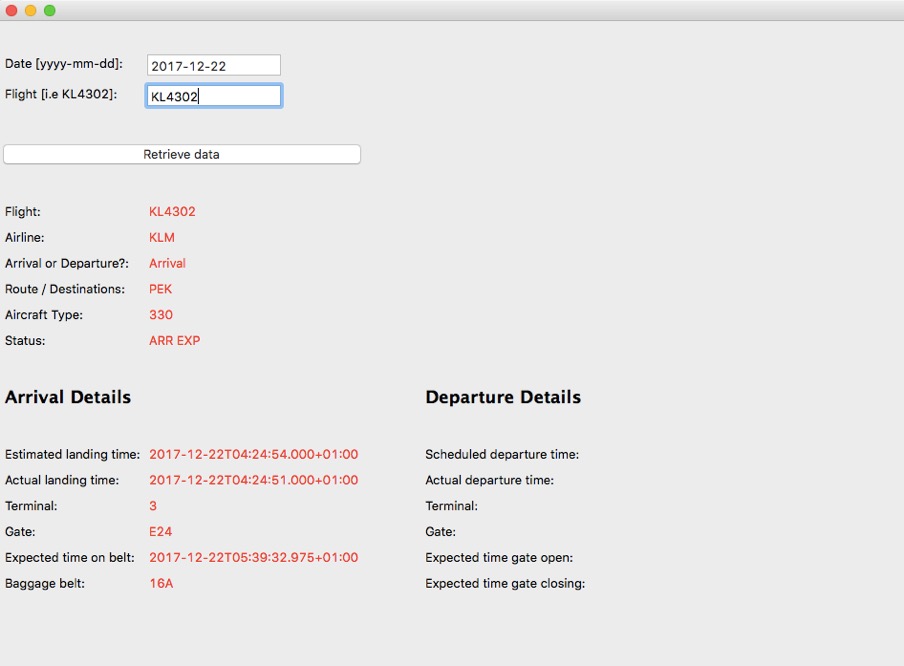 Date [yyyy-mm-dd]: 2017-12-22
Flight [i.e KL4302]: KL4302
Retrieve data
Flight: KL4302
Airline: KLM
Arrival or Departure?: Arrival
Route / Destinations: PEK
Aircraft Type: 330
Status: ARR EXP
Arrival Details
Estimated landing time: 2017-12-22T04:24:54.000+01:00
Actual landing time: 2017-12-22T04:24:51.000+01:00
Terminal: 3
Gate: E24
Expected time on belt: 2017-12-22T05:39:32.975+01:00
Baggage belt: 16A
Departure Details
Scheduled departure time:
Actual departure time:
Terminal:
Gate:
Expected time gate open:
Expected time gate closing: